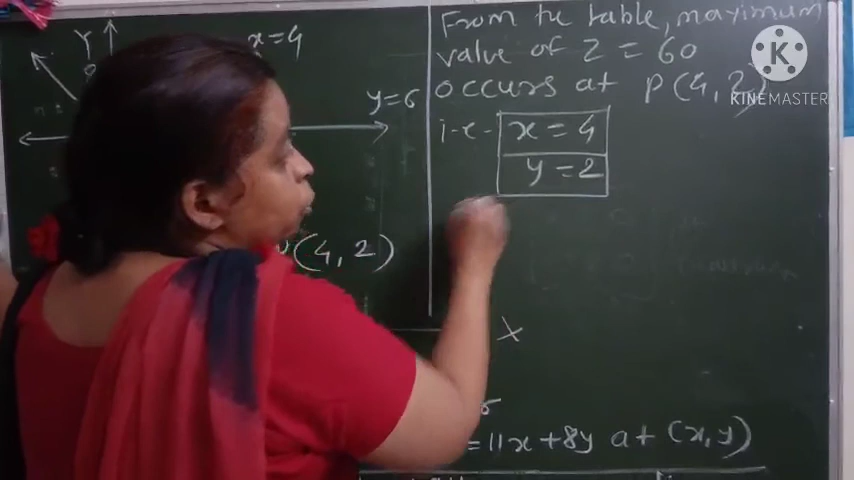 Y
x=4
y=6
(4,2)
X
From the table, maximum
value of Z = 60
occurs at P(4,2)
i-e-
x = 4
y = 2
= 11x + 8y at (x,y)
K
KINEMASTER